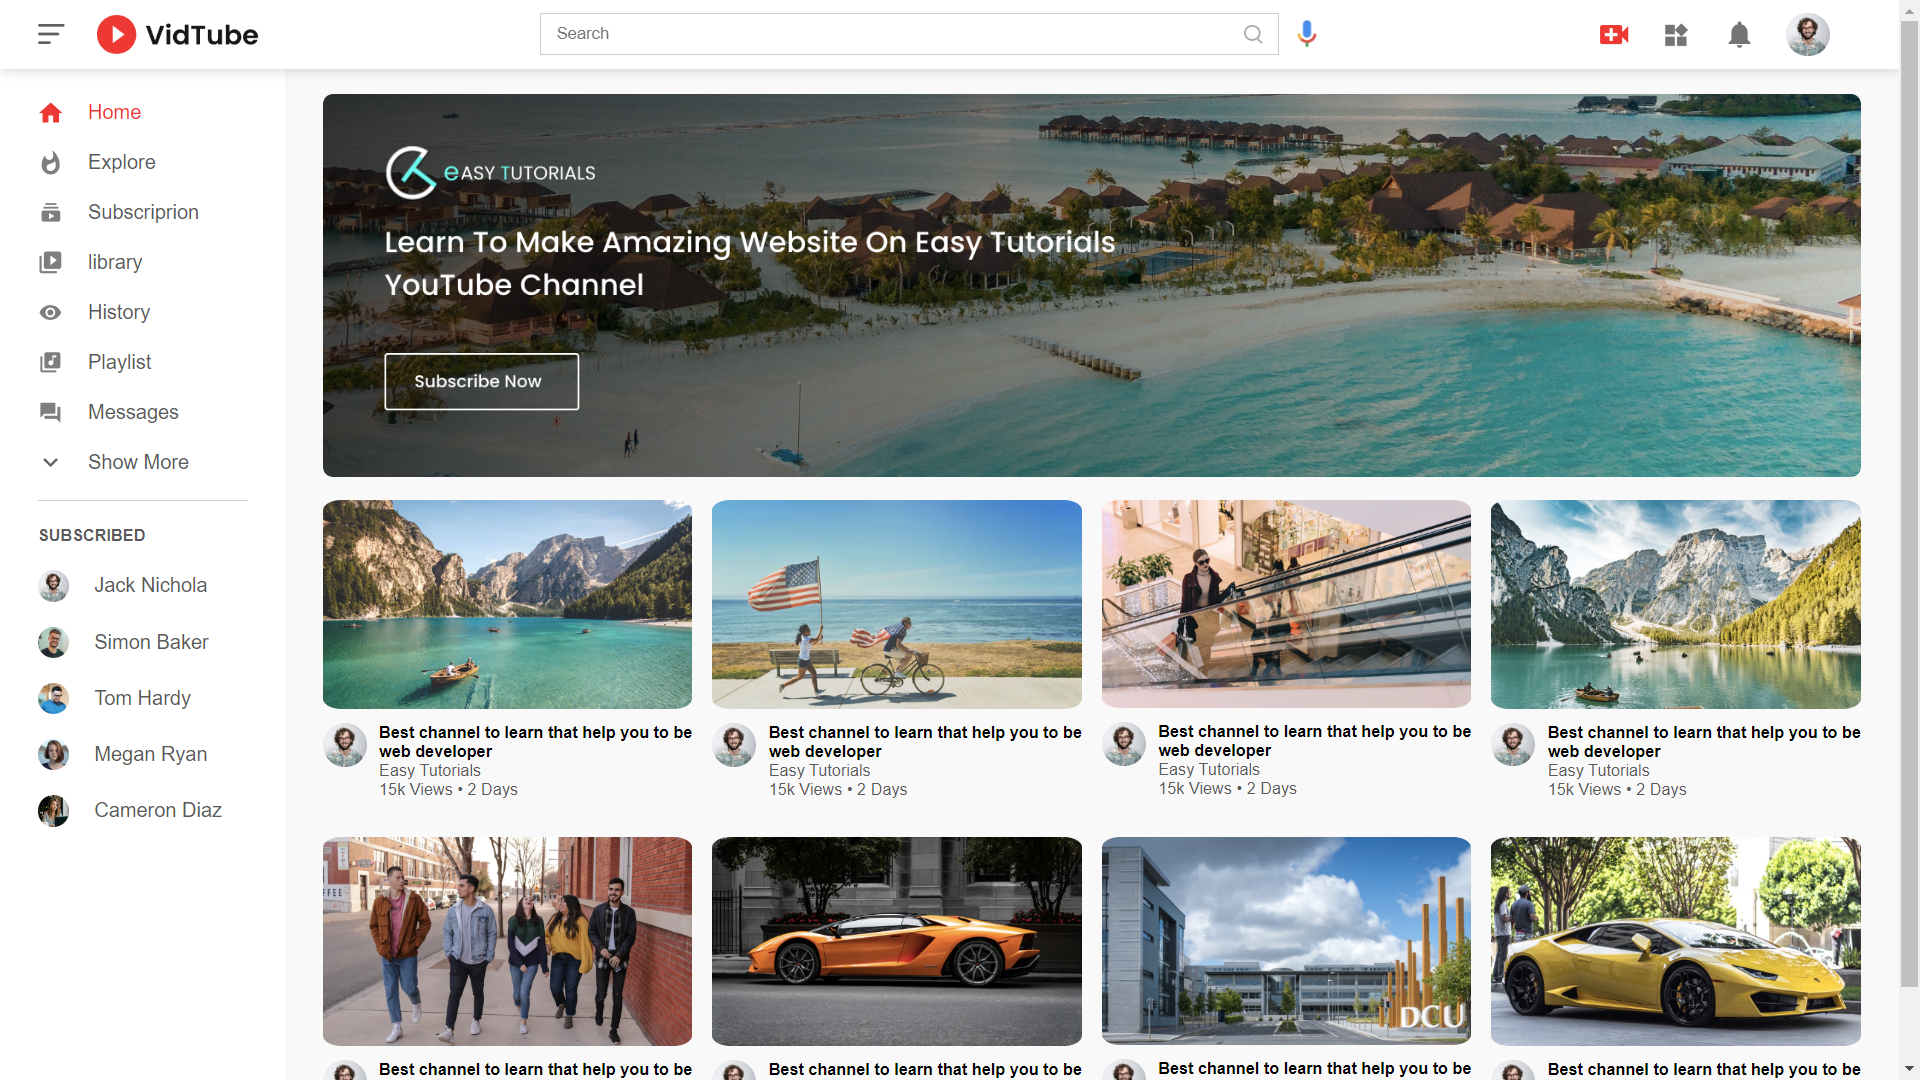 VidTube
Search
Home
Explore
Subscriprion
library
History
Playlist
Messages
Show More
SUBSCRIBED
Jack Nichola
Simon Baker
Tom Hardy
Megan Ryan
Cameron Diaz
eASY TUTORIALS
Learn To Make Amazing Website On Easy Tutorials
YouTube Channel
Subscribe Now
Best channel to learn that help you to be
web developer
Easy Tutorials
15k Views • 2 Days
Best channel to learn that help you to be
web developer
Easy Tutorials
15k Views • 2 Days
Best channel to learn that help you to be
web developer
Easy Tutorials
15k Views • 2 Days
Best channel to learn that help you to be
web developer
Easy Tutorials
15k Views • 2 Days
FFEE
DCU
Best channel to learn that help you to be
Best channel to learn that help you to be
Best channel to learn that help you to be
Best channel to learn that help you to be